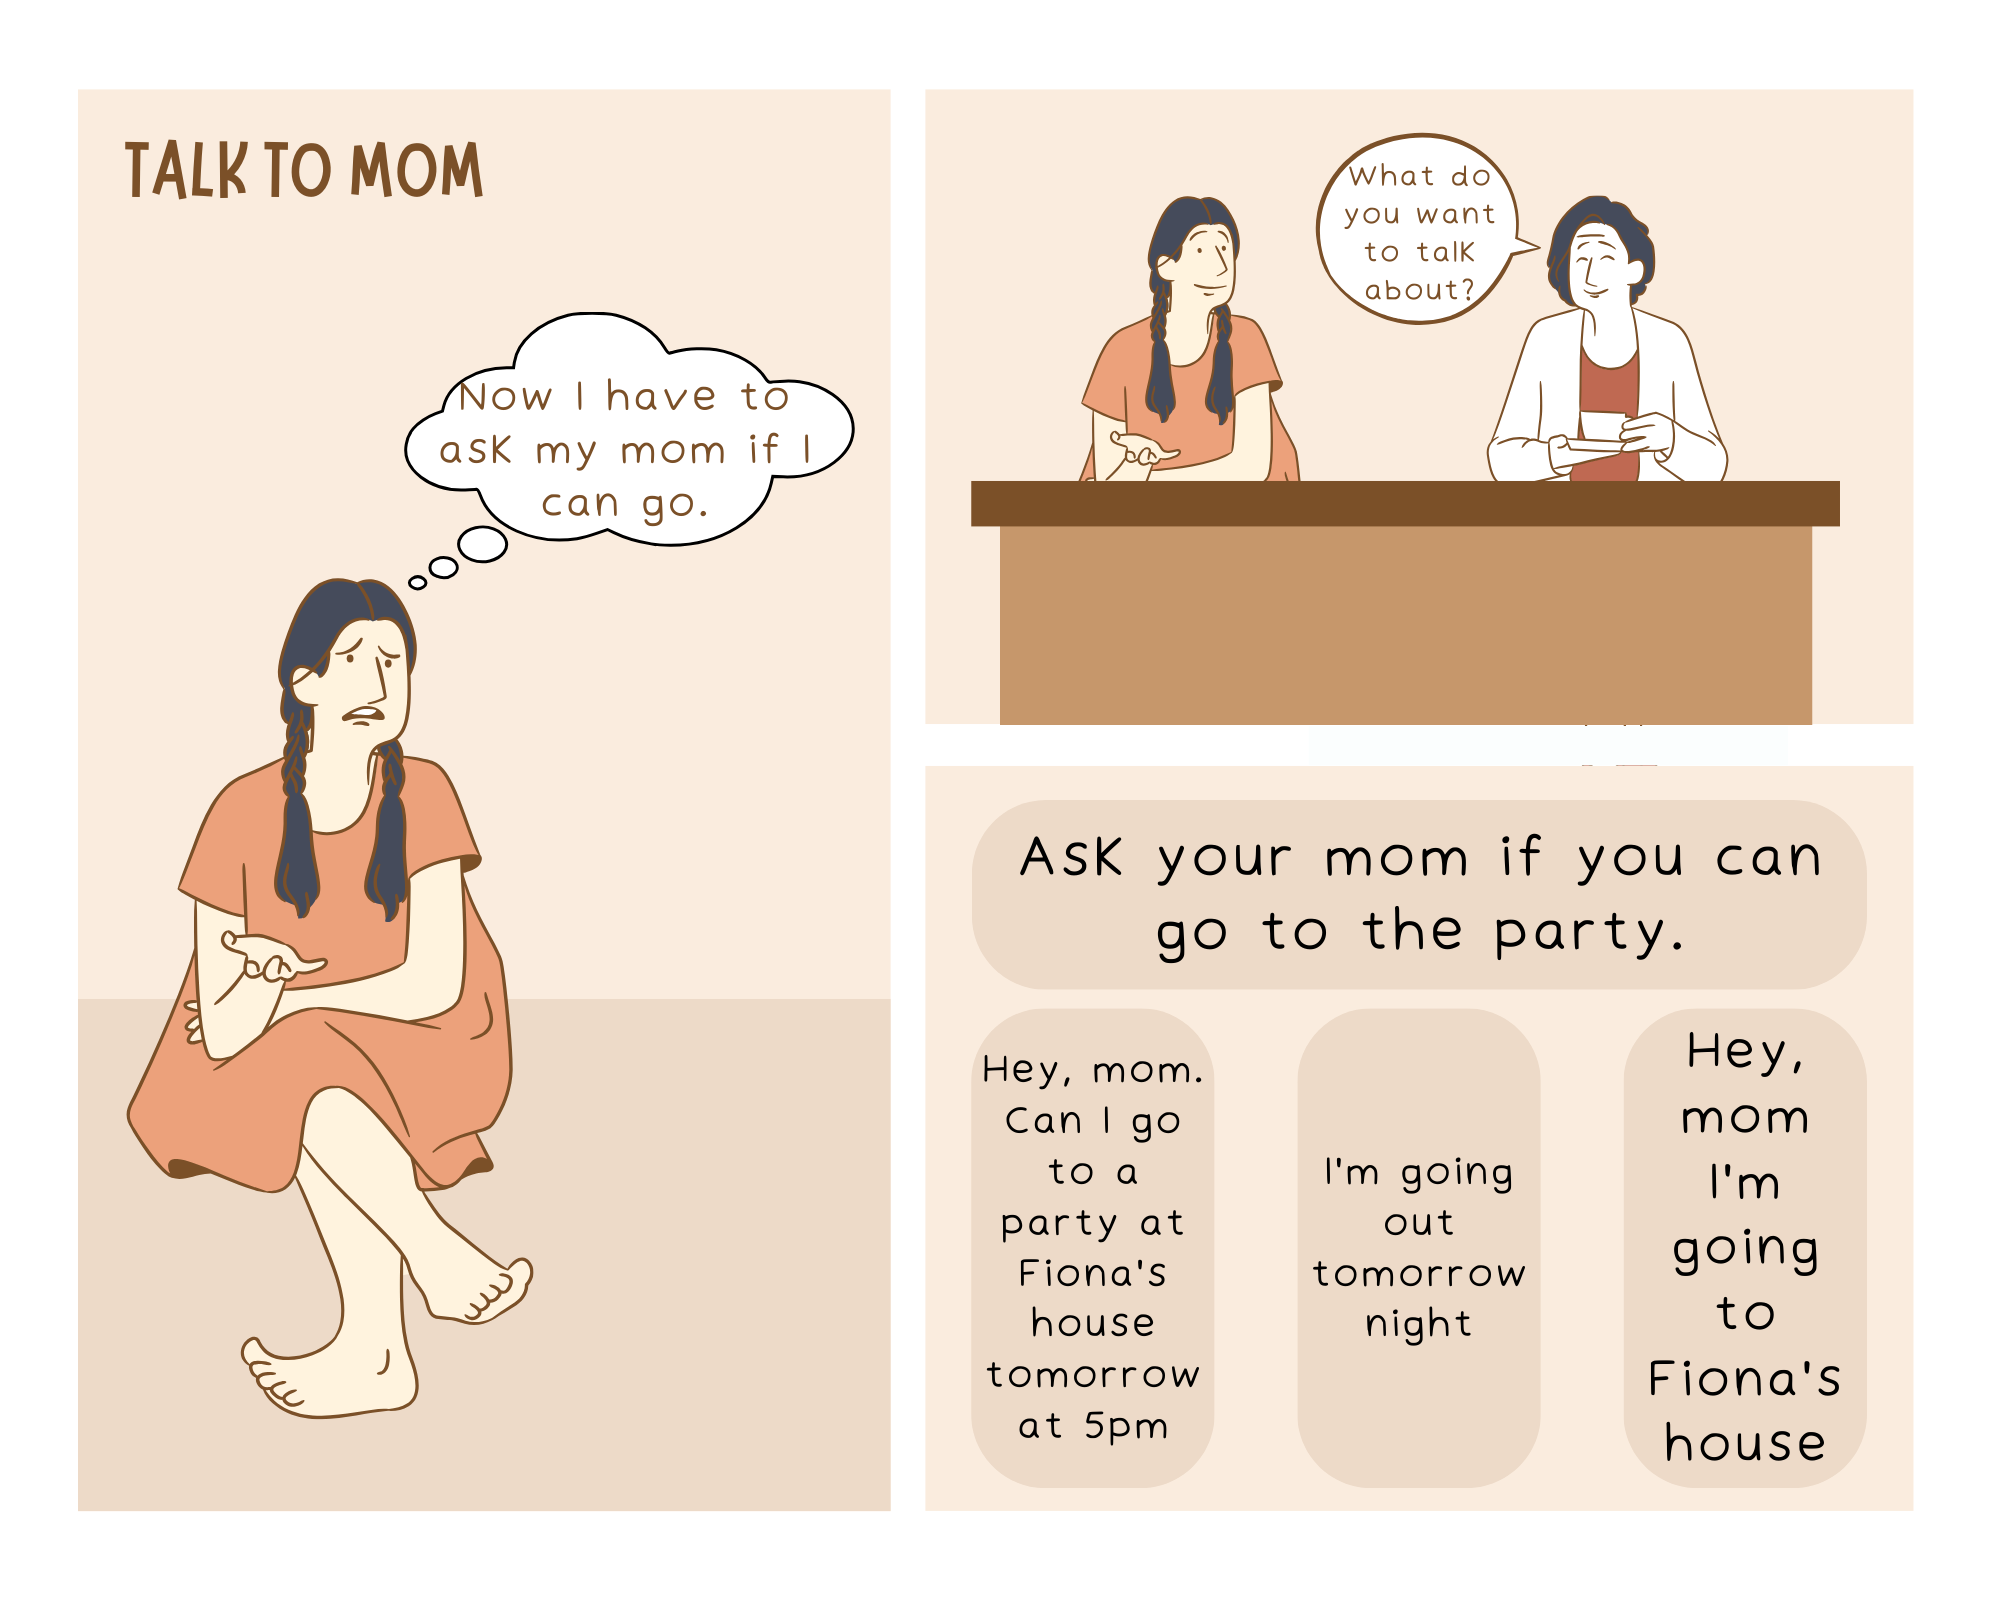 TALK TO MOM
Now I have to
ask my mom if I
can go.
What do
you want
to talk
about?
Ask your mom if you can
go to the party.
Hey, mom.
Can I go
to a
party at
Fiona's
house
tomorrow
at 5pm
I'm going
out
tomorrow
night
Hey,
mom
I'm
going
to
Fiona's
house